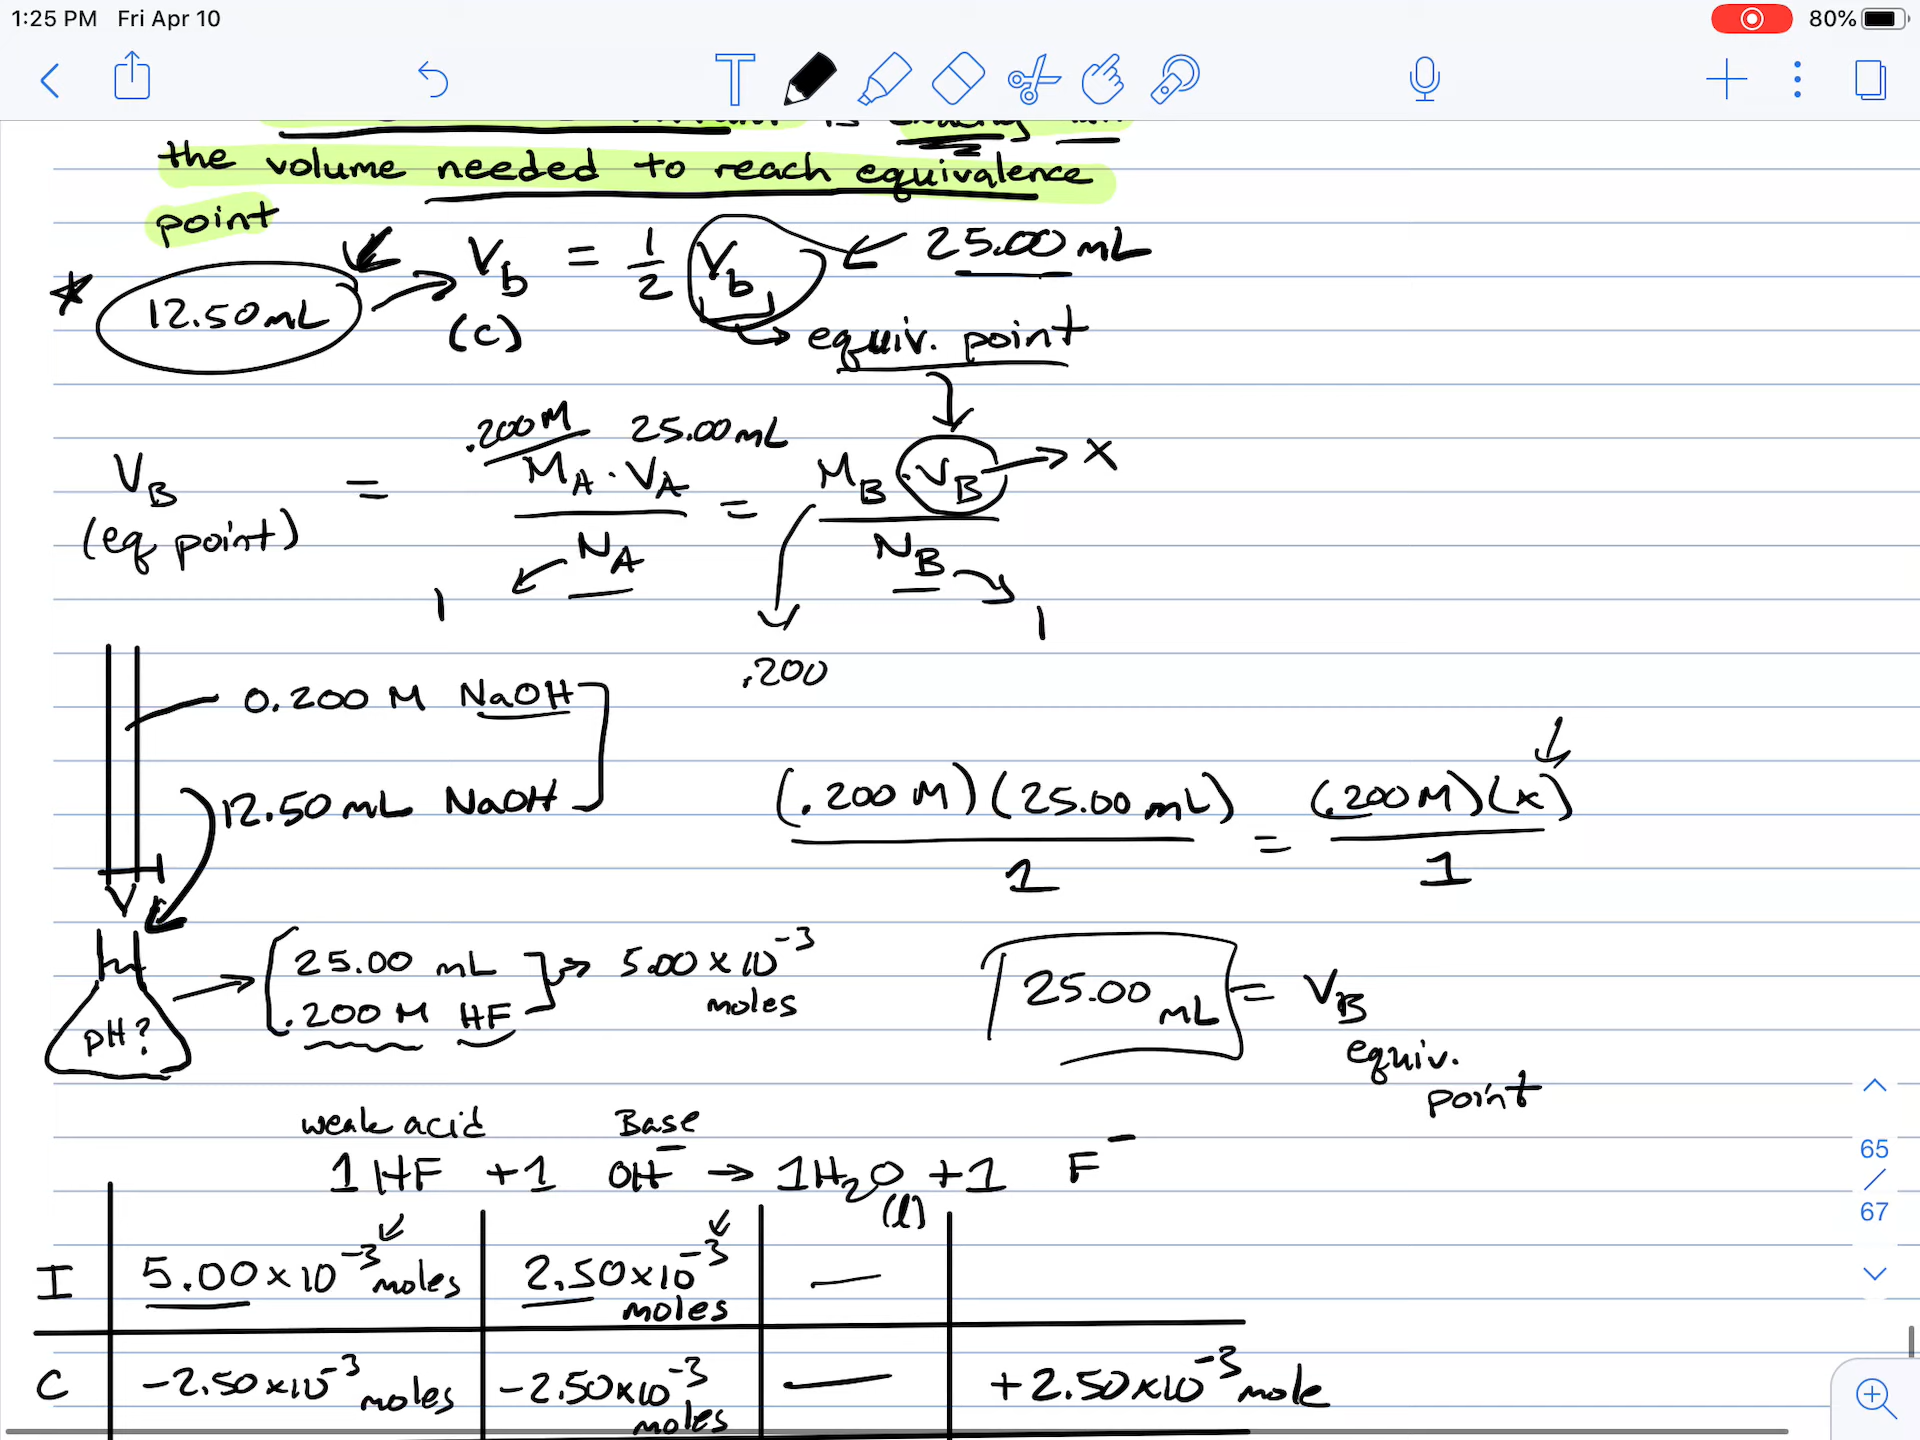 1:25 PM Fri Apr 10
80%
T
is
the volume needed to reach equivalence
point
* 12.50 mL → V_b = 1/2 V_b ← 25.00 mL
(c)
equiv. point
.200 M 25.00 mL
V_B (eq point) = M_A · V_A / N_A = M_B · V_B / N_B → X
1
1
.200
0.200 M NaOH
12.50 mL NaOH
(.200 M)(25.00 mL) / 1 = (.200 M)(x) / 1
25.00 mL → 5.00 × 10⁻³ moles
.200 M HF
pH?
25.00 mL = V_B
equiv.
point
weak acid Base
1 HF + 1 OH⁻ → 1 H₂O (l) + 1 F⁻
I 5.00 × 10⁻³ moles 2.50 × 10⁻³ moles —
C −2.50 × 10⁻³ moles −2.50 × 10⁻³ moles — +2.50 × 10⁻³ mole
65
/
67